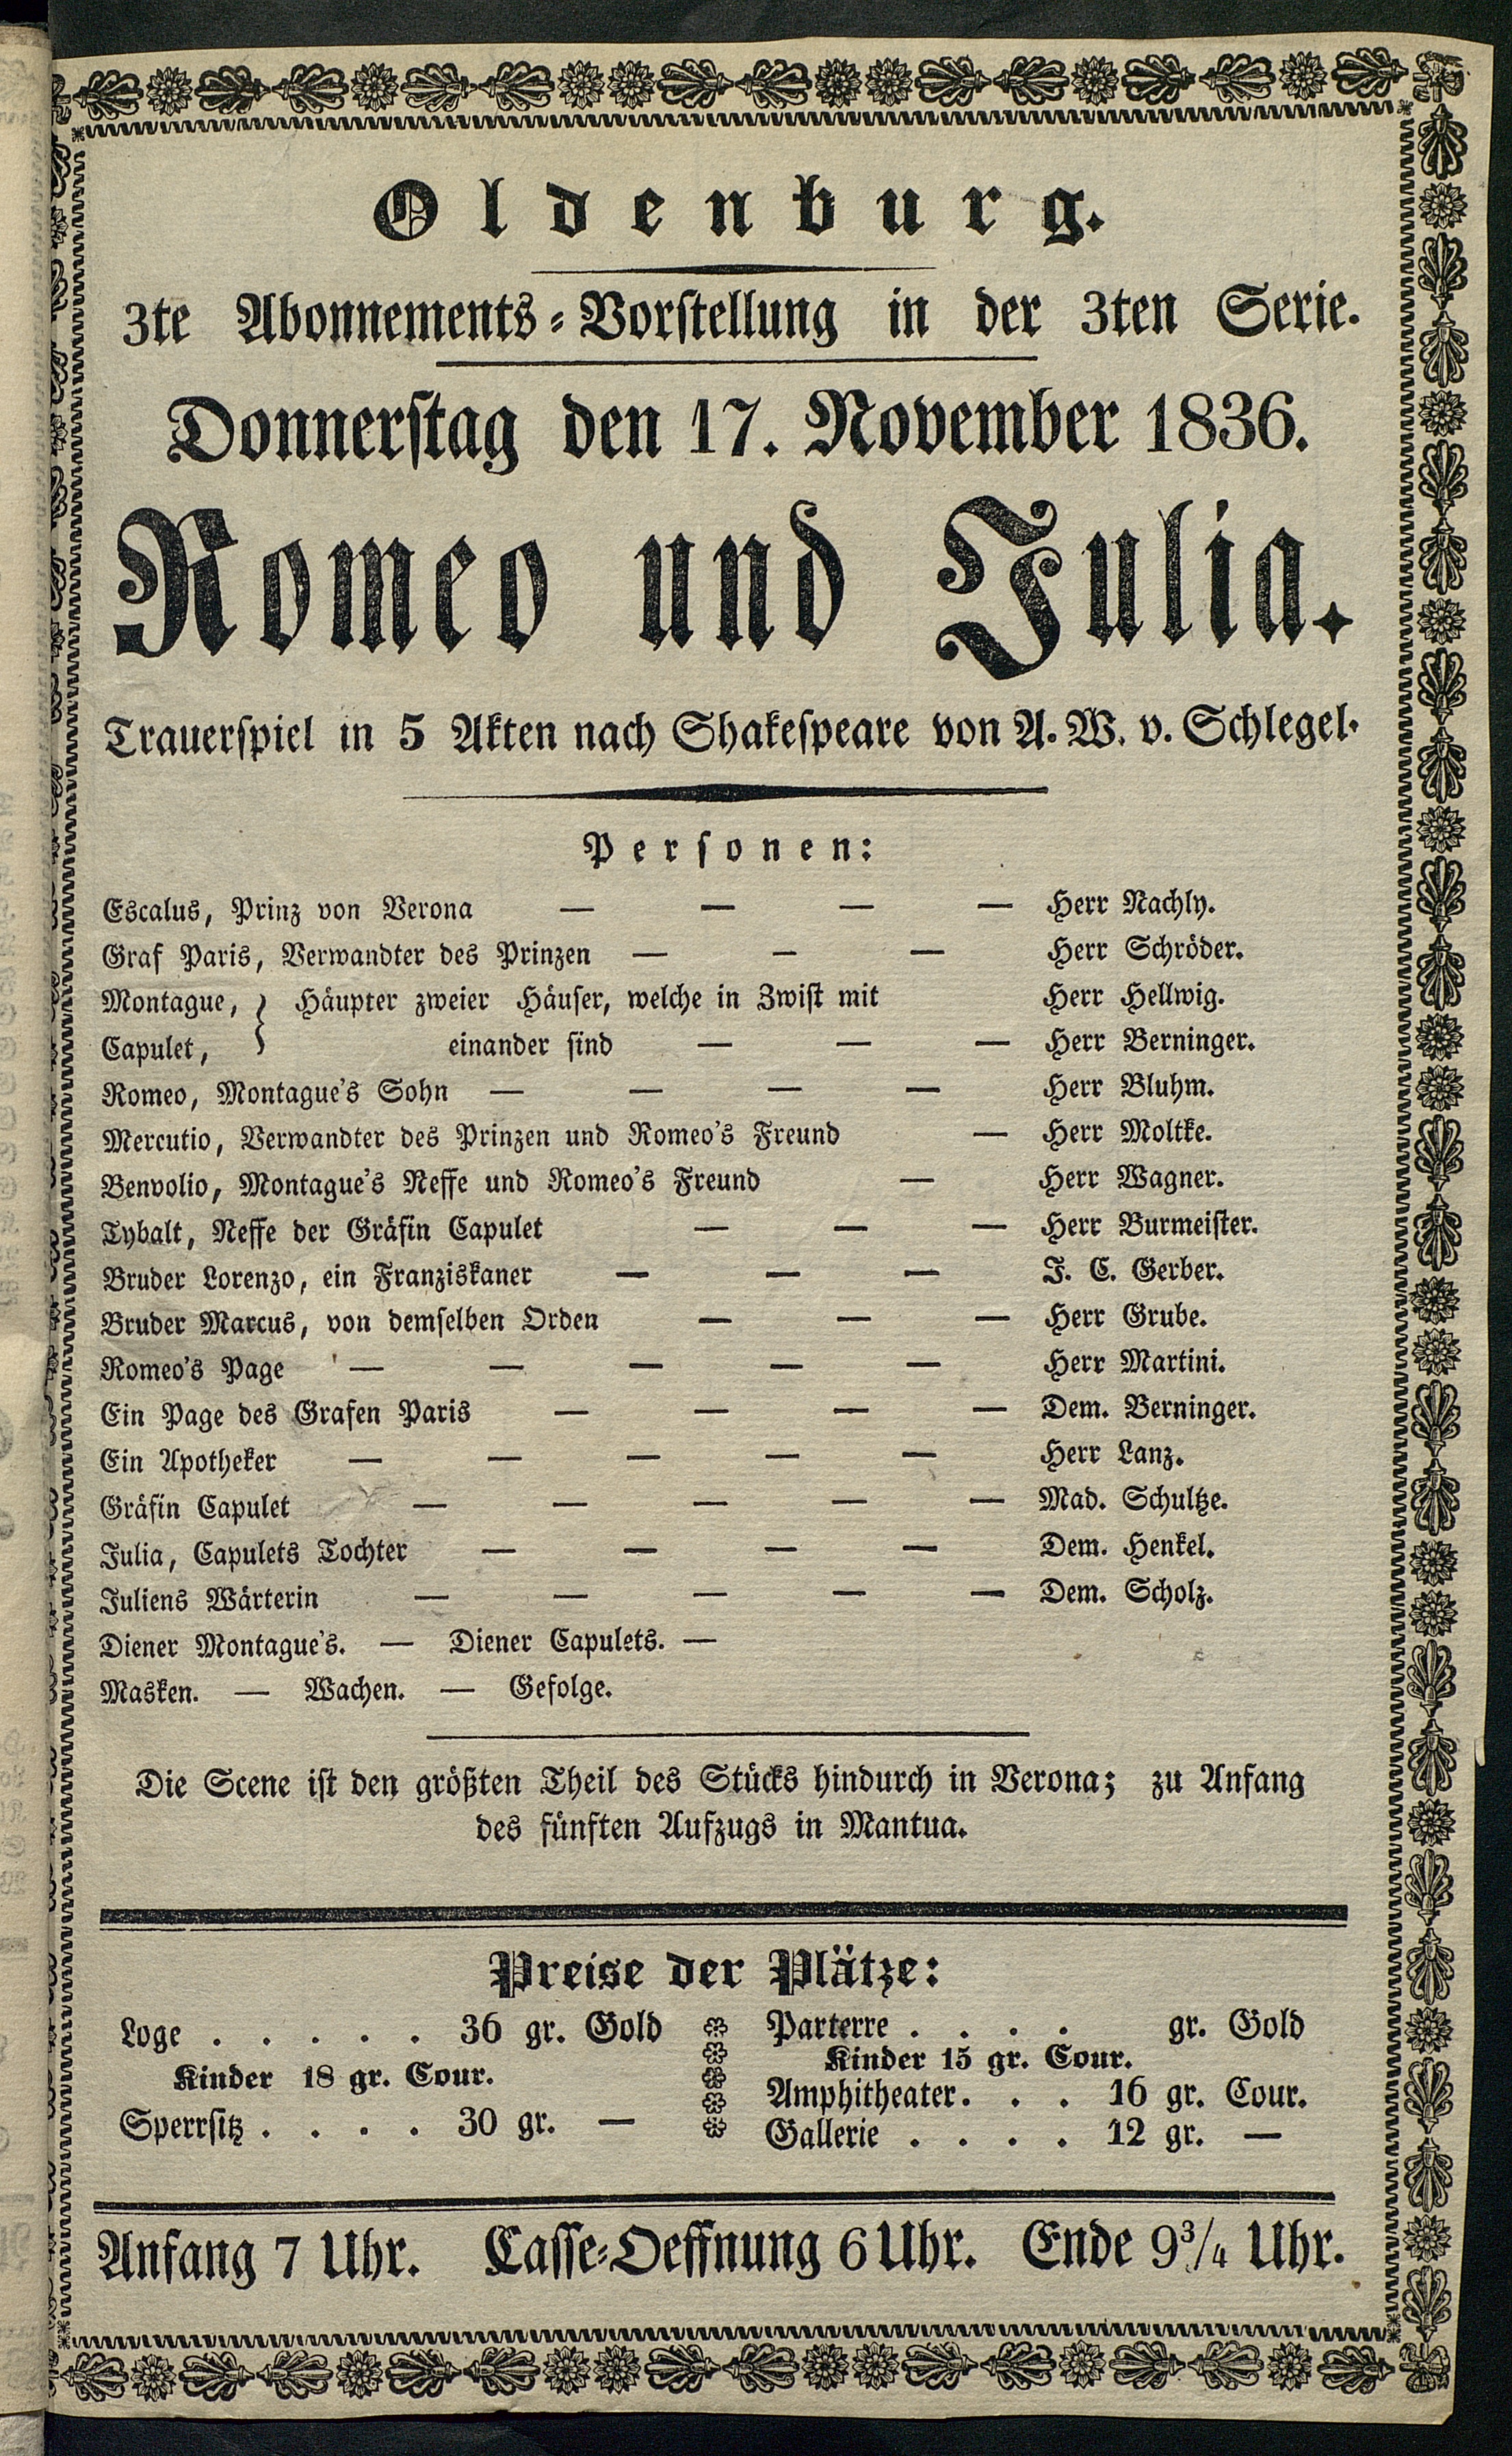 Oldenburg.
3te Abonnements-Vorstellung in der 3ten Serie.
Donnerstag den 17. November 1836.
Romeo und Julia.
Trauerspiel in 5 Akten nach Shakespeare von A. W. v. Schlegel.
Personen:
Escalus, Prinz von Verona — — — — Herr Nachly.
Graf Paris, Verwandter des Prinzen — — — Herr Schröder.
Montague, } Häupter zweier Häuser, welche in Zwist mit Herr Hellwig.
Capulet, einander sind — — — Herr Berninger.
Romeo, Montague's Sohn — — — — Herr Bluhm.
Mercutio, Verwandter des Prinzen und Romeo's Freund — Herr Moltke.
Benvolio, Montague's Neffe und Romeo's Freund — Herr Wagner.
Tybalt, Neffe der Gräfin Capulet — — — Herr Burmeister.
Bruder Lorenzo, ein Franziskaner — — — J. C. Gerber.
Bruder Marcus, von demselben Orden — — — Herr Grube.
Romeo's Page — — — — — Herr Martini.
Ein Page des Grafen Paris — — — — Dem. Berninger.
Ein Apotheker — — — — — Herr Lanz.
Gräfin Capulet — — — — — Mad. Schultze.
Julia, Capulets Tochter — — — — Dem. Henkel.
Juliens Wärterin — — — — — Dem. Scholz.
Diener Montague's. — Diener Capulets. —
Masken. — Wachen. — Gefolge.
Die Scene ist den größten Theil des Stücks hindurch in Verona; zu Anfang
des fünften Aufzugs in Mantua.
Preise der Plätze:
Loge . . . . . 36 gr. Gold
Kinder 18 gr. Cour.
Sperrsitz . . . . 30 gr. —
Parterre . . . . gr. Gold
Kinder 15 gr. Cour.
Amphitheater. . . 16 gr. Cour.
Gallerie . . . . 12 gr. —
Anfang 7 Uhr. Casse-Oeffnung 6 Uhr. Ende 9 3/4 Uhr.